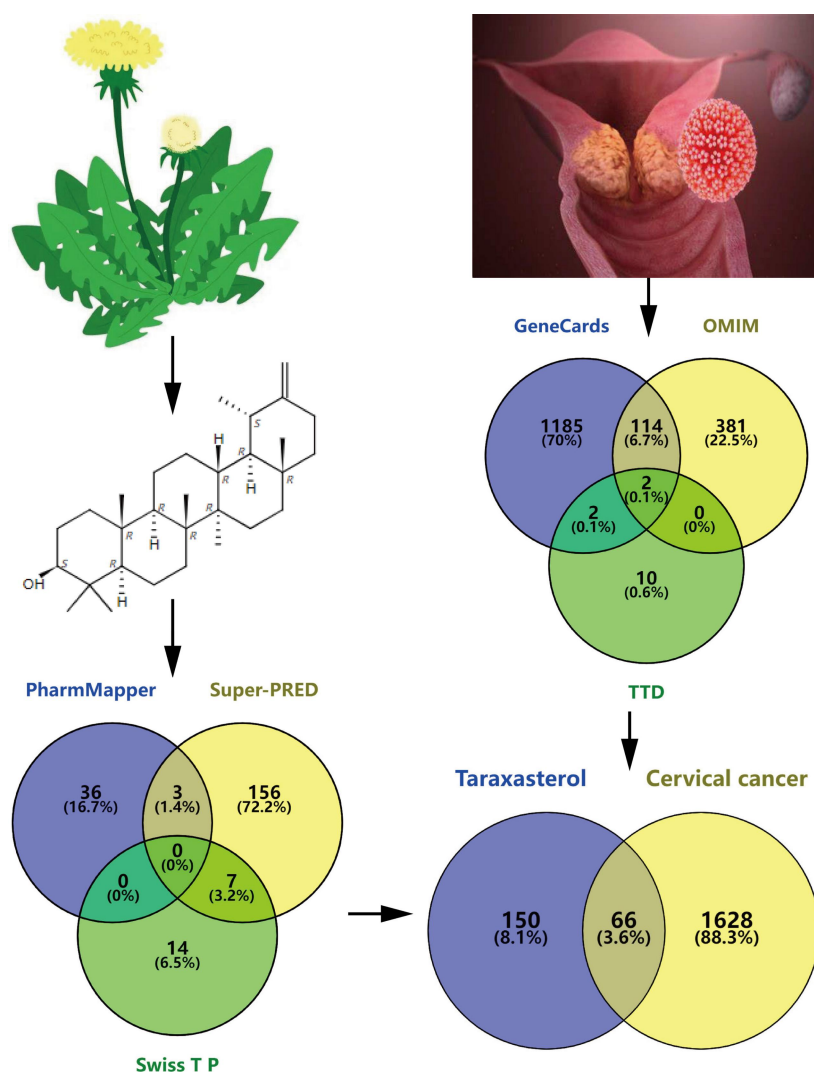 GeneCards OMIM
1185
(70%)
114
(6.7%)
381
(22.5%)
2
(0.1%)
2
(0.1%)
0
(0%)
10
(0.6%)
TTD
S
H
R
R
H
R
R
R
R
R
H
S
R
OH
H
PharmMapper Super-PRED
36
(16.7%)
3
(1.4%)
156
(72.2%)
0
(0%)
0
(0%)
7
(3.2%)
14
(6.5%)
Swiss T P
Taraxasterol Cervical cancer
150
(8.1%)
66
(3.6%)
1628
(88.3%)